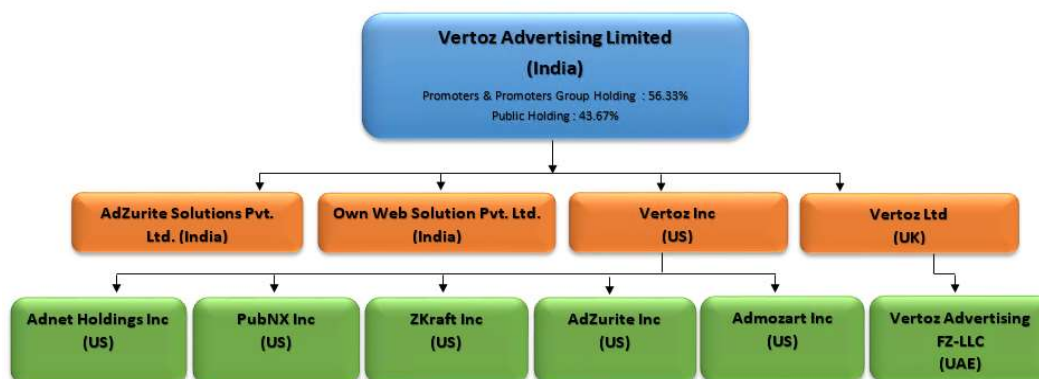 Vertoz Advertising Limited
(India)
Promoters & Promoters Group Holding : 56.33%
Public Holding : 43.67%
AdZurite Solutions Pvt.
Ltd. (India)
Own Web Solution Pvt. Ltd.
(India)
Vertoz Inc
(US)
Vertoz Ltd
(UK)
Adnet Holdings Inc
(US)
PubNX Inc
(US)
ZKraft Inc
(US)
AdZurite Inc
(US)
Admozart Inc
(US)
Vertoz Advertising
FZ-LLC
(UAE)